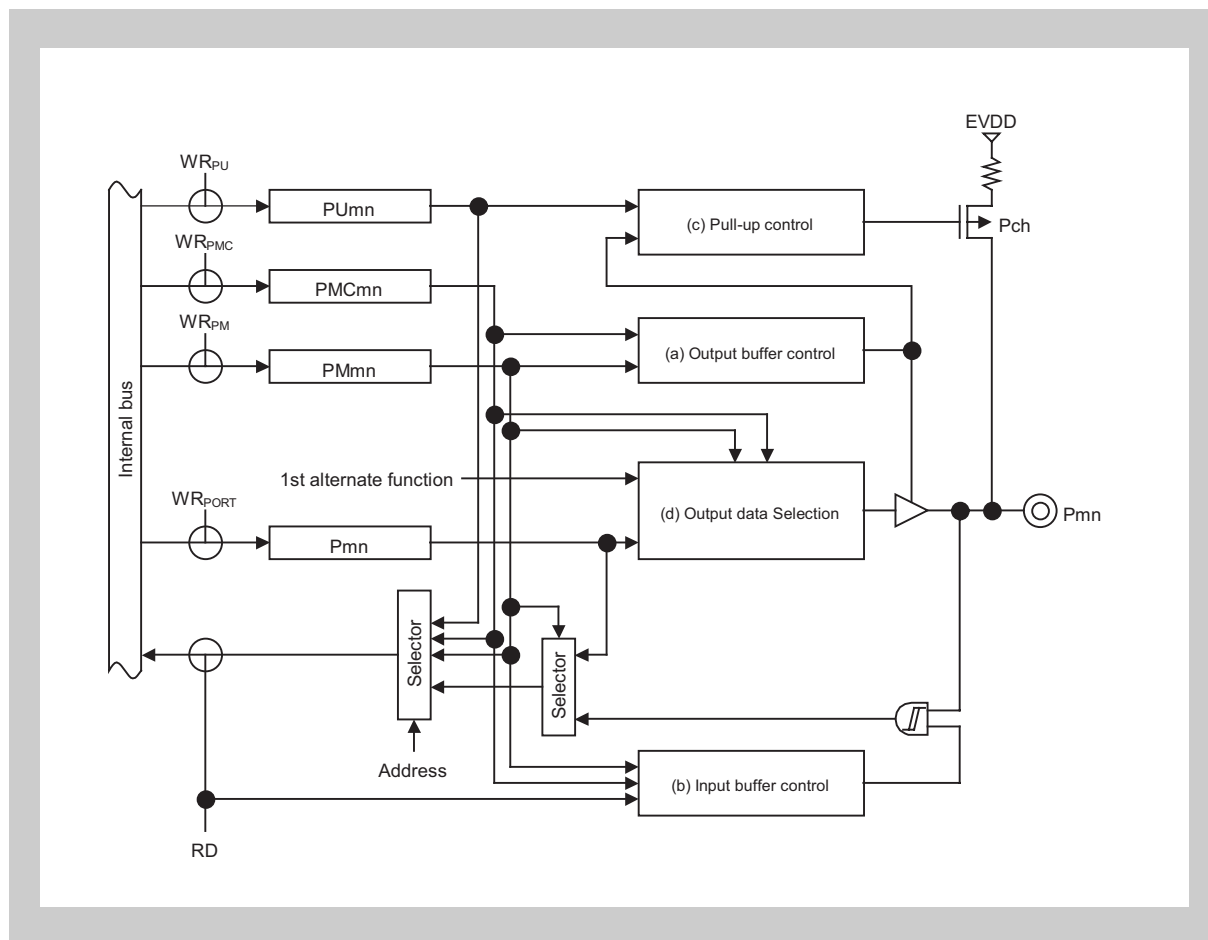 EVDD
WRPU
PUmn
(c) Pull-up control
Pch
WRPMC
PMCmn
WRPM
PMmn
(a) Output buffer control
Internal bus
1st alternate function
WRPORT
Pmn
(d) Output data Selection
Pmn
Selector
Selector
Address
(b) Input buffer control
RD